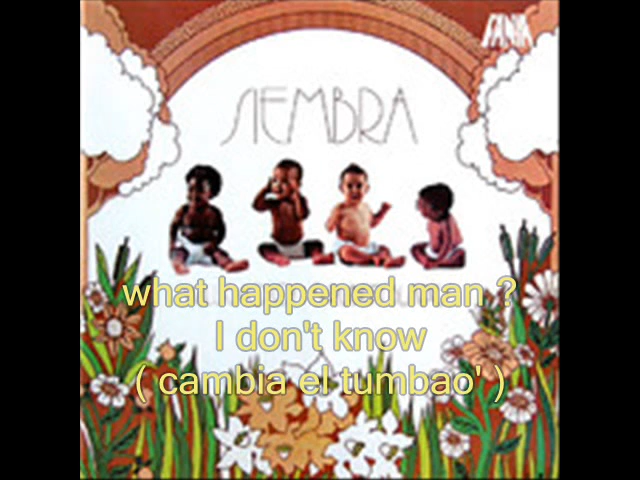 FANIA
SIEMBRA
what happened man ?
I don't know
( cambia el tumbao' )